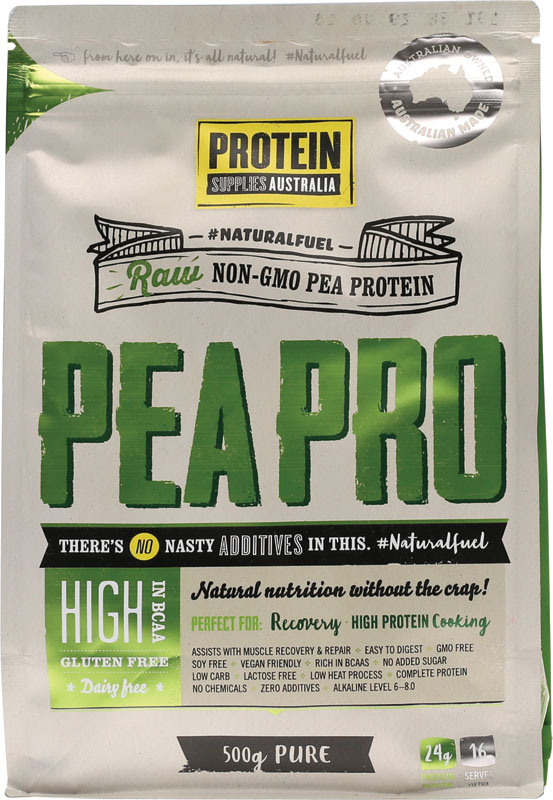 from here on in, it's all natural! #Naturalfuel
AUSTRALIAN OWNED
AUSTRALIAN MADE
PROTEIN
SUPPLIES AUSTRALIA
#NATURALFUEL
Raw NON-GMO PEA PROTEIN
PEA PRO
THERE'S NO NASTY ADDITIVES IN THIS. #Naturalfuel
HIGH IN BCAA
GLUTEN FREE
* Dairy free *
Natural nutrition without the crap!
PERFECT FOR: Recovery - HIGH PROTEIN Cooking
ASSISTS WITH MUSCLE RECOVERY & REPAIR + EASY TO DIGEST + GMO FREE
SOY FREE + VEGAN FRIENDLY + RICH IN BCAAS + NO ADDED SUGAR
LOW CARB + LACTOSE FREE + LOW HEAT PROCESS + COMPLETE PROTEIN
NO CHEMICALS + ZERO ADDITIVES + ALKALINE LEVEL 6–8.0
500g PURE
24g
16
SERVES